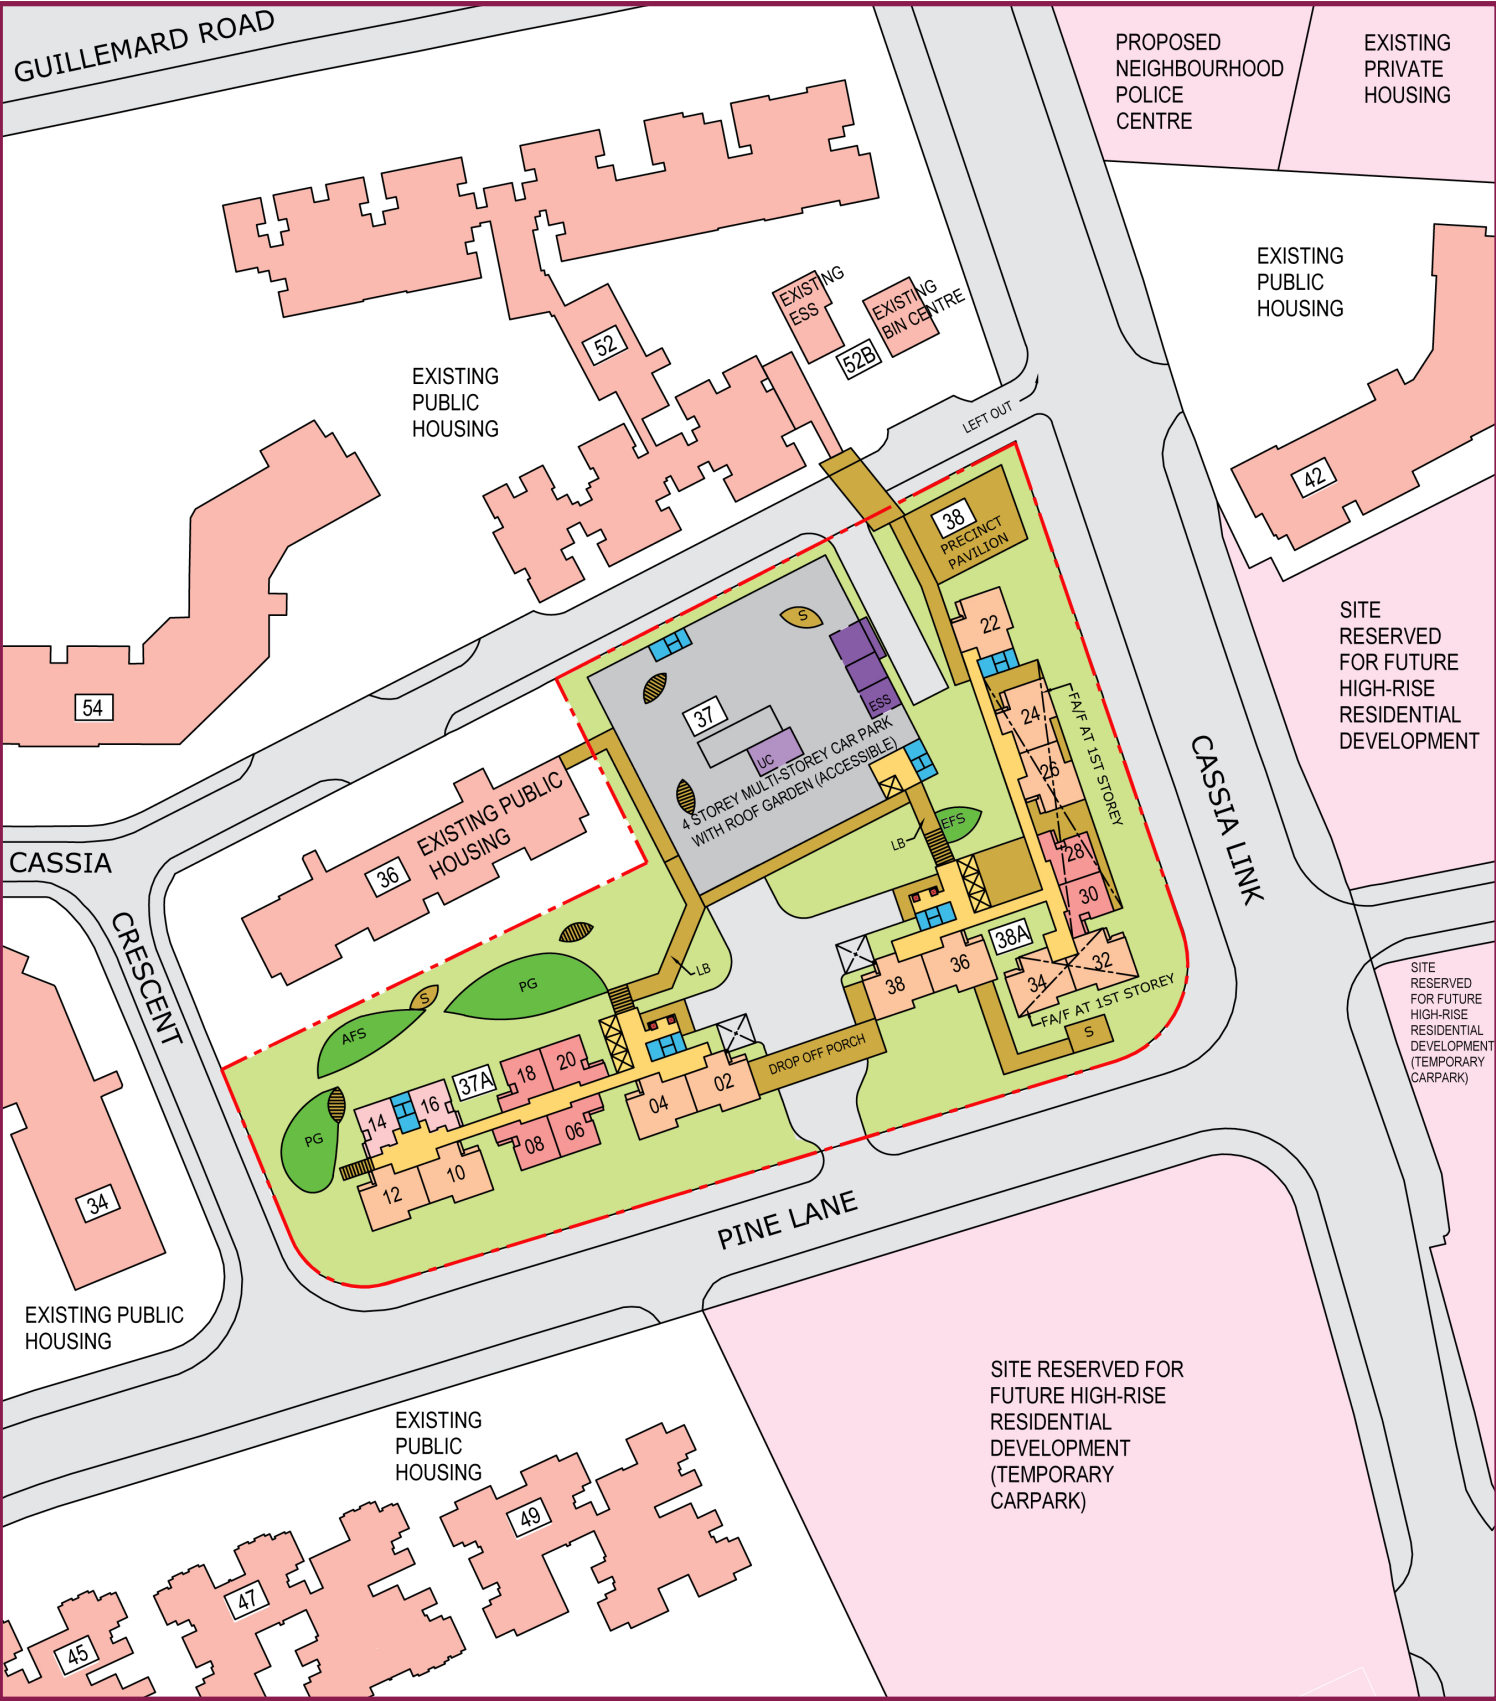 GUILLEMARD ROAD
PROPOSED
NEIGHBOURHOOD
POLICE
CENTRE
EXISTING
PRIVATE
HOUSING
EXISTING
PUBLIC
HOUSING
EXISTING
ESS
EXISTING
BIN CENTRE
52
52B
EXISTING
PUBLIC
HOUSING
LEFT OUT
42
38
PRECINCT
PAVILION
SITE
RESERVED
FOR FUTURE
HIGH-RISE
RESIDENTIAL
DEVELOPMENT
S
22
54
37
ESS
UC
4 STOREY MULTI-STOREY CAR PARK
WITH ROOF GARDEN (ACCESSIBLE)
24
26
FA/F AT 1ST STOREY
CASSIA LINK
EFS
LB
28
30
EXISTING PUBLIC
HOUSING
36
CASSIA
CRESCENT
38A
38
36
34
32
FA/F AT 1ST STOREY
S
LB
PG
S
AFS
PG
DROP OFF PORCH
37A
14
16
18
20
02
04
06
08
10
12
SITE
RESERVED
FOR FUTURE
HIGH-RISE
RESIDENTIAL
DEVELOPMENT
(TEMPORARY
CARPARK)
34
PINE LANE
EXISTING PUBLIC
HOUSING
SITE RESERVED FOR
FUTURE HIGH-RISE
RESIDENTIAL
DEVELOPMENT
(TEMPORARY
CARPARK)
EXISTING
PUBLIC
HOUSING
49
47
45